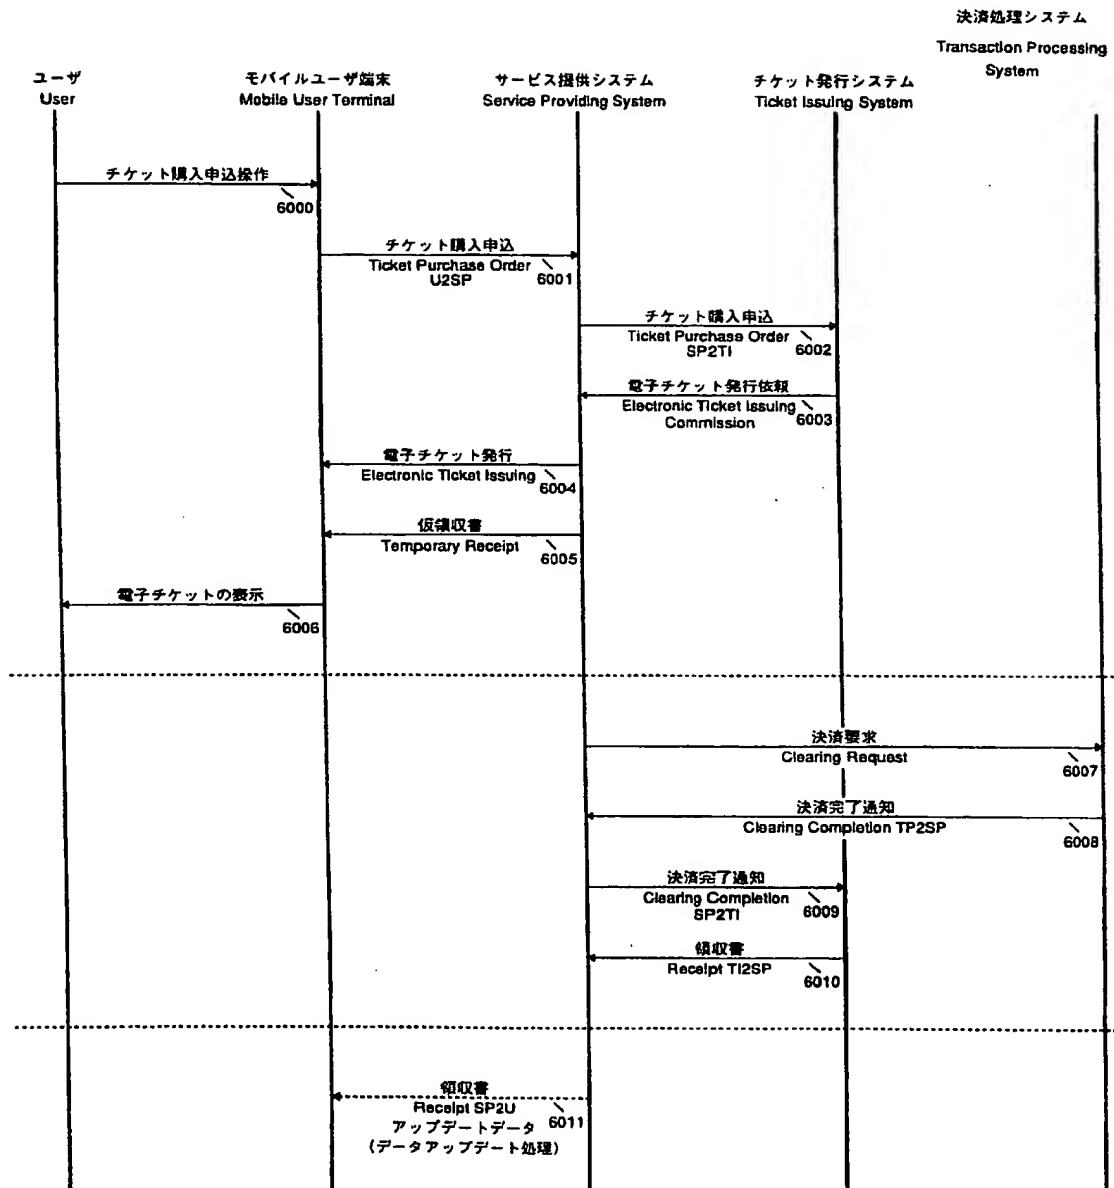 決済処理システム
Transaction Processing
System
ユーザ
User
モバイルユーザ端末
Mobile User Terminal
サービス提供システム
Service Providing System
チケット発行システム
Ticket Issuing System
チケット購入申込操作
6000
チケット購入申込
Ticket Purchase Order
U2SP
6001
チケット購入申込
Ticket Purchase Order
SP2TI
6002
電子チケット発行依頼
Electronic Ticket Issuing
Commission
6003
電子チケット発行
Electronic Ticket Issuing
6004
仮領収書
Temporary Receipt
6005
電子チケットの表示
6006
決済要求
Clearing Request
6007
決済完了通知
Clearing Completion TP2SP
6008
決済完了通知
Clearing Completion
SP2TI
6009
領収書
Receipt TI2SP
6010
領収書
Receipt SP2U
6011
アップデートデータ
(データアップデート処理)